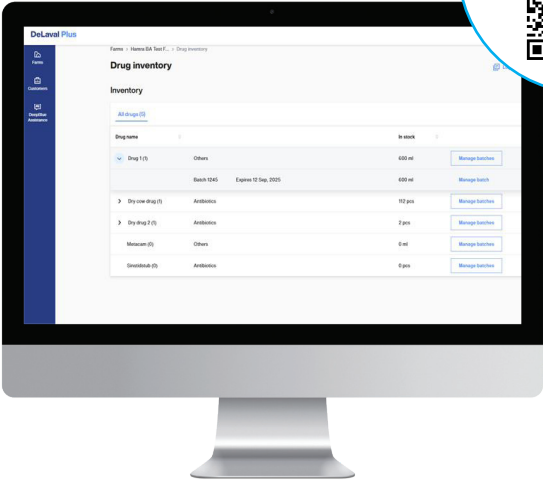 DeLaval Plus
Farms
Customers
DeepBlue
Assistance
Farms > Hamra BA Test F... > Drug inventory
Drug inventory
Inventory
All drugs (5)
Drug name In stock
Drug 1 (1) Others 600 ml Manage batches
Batch 1245 Expires 12 Sep, 2025 600 ml Manage batch
Dry cow drug (1) Antibiotics 112 pcs Manage batches
Dry drug 2 (1) Antibiotics 2 pcs Manage batches
Metacam (0) Others 0 ml Manage batches
(0) Antibiotics 0 pcs Manage batches